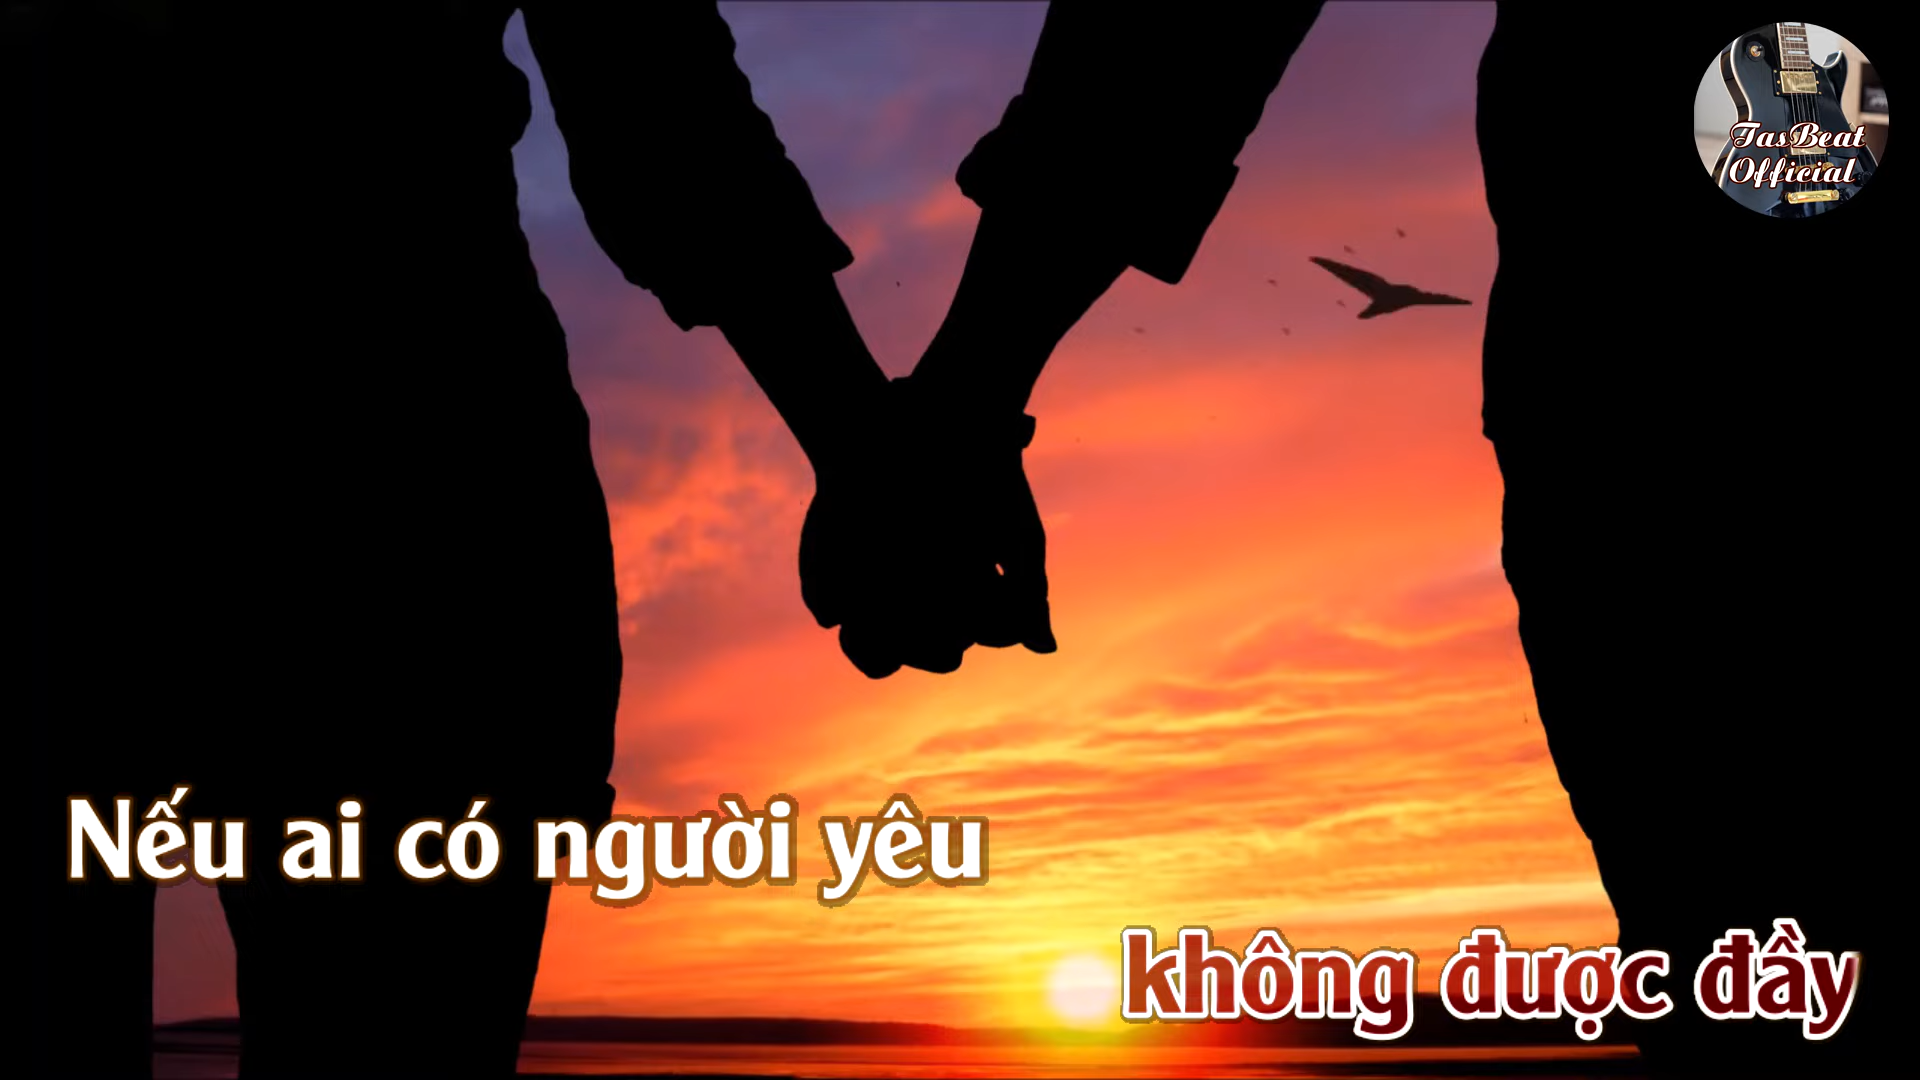 TasBeat
Official
Nếu ai có người yêu
không được đầy